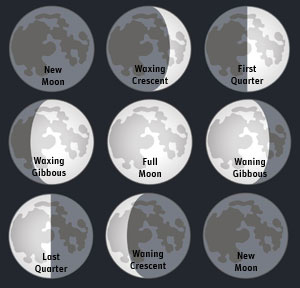 New
Moon
Waxing
Crescent
First
Quarter
Waxing
Gibbous
Full
Moon
Waning
Gibbous
Last
Quarter
Waning
Crescent
New
Moon